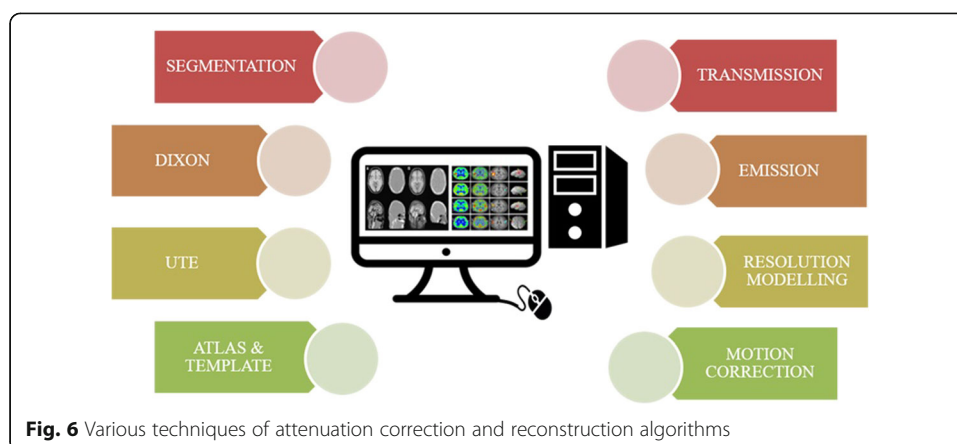 SEGMENTATION
DIXON
UTE
ATLAS &
TEMPLATE
TRANSMISSION
EMISSION
RESOLUTION
MODELLING
MOTION
CORRECTION
Fig. 6 Various techniques of attenuation correction and reconstruction algorithms